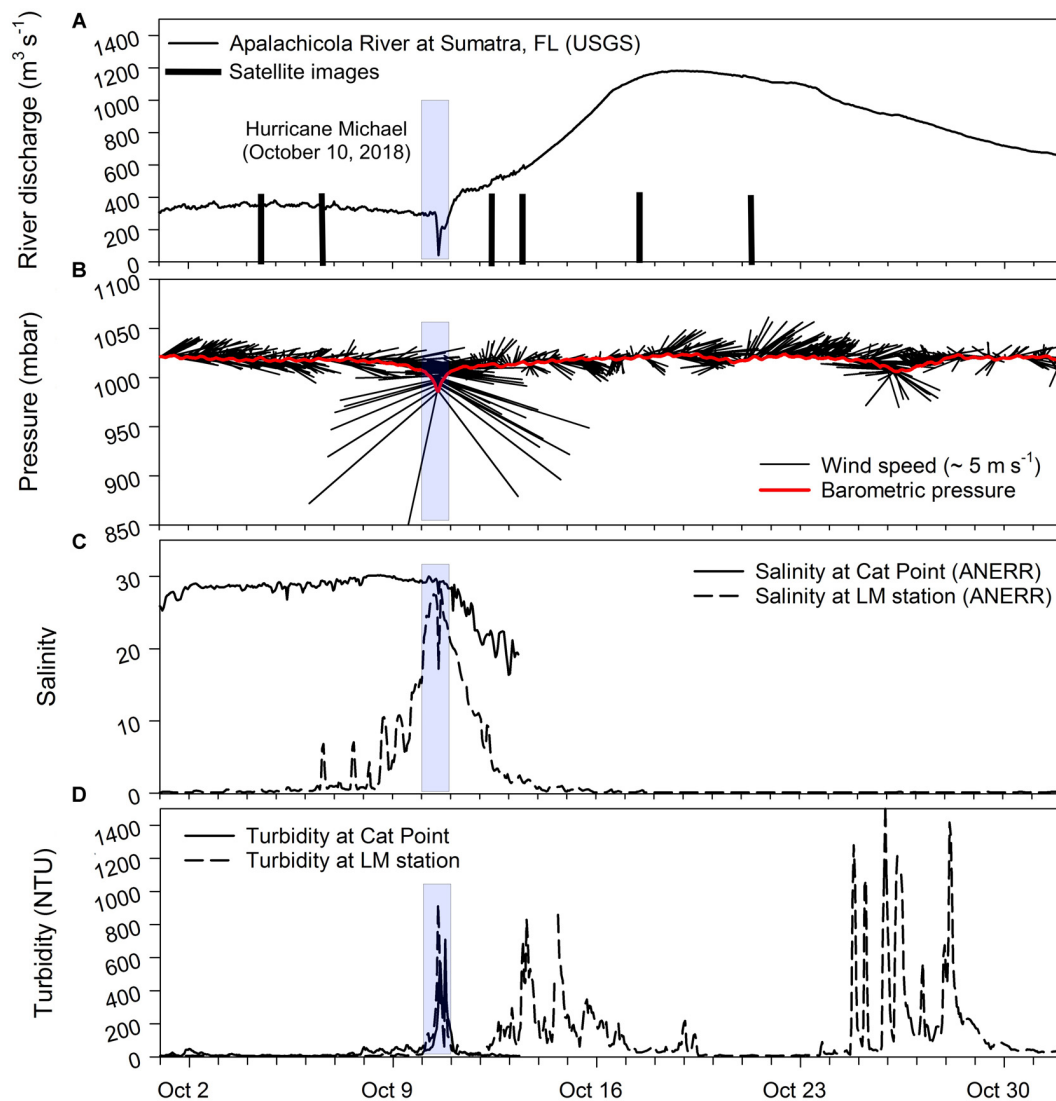 A
River discharge (m³ s⁻¹)
1400
1200
1000
800
600
400
200
0
Apalachicola River at Sumatra, FL (USGS)
Satellite images
Hurricane Michael
(October 10, 2018)
B
Pressure (mbar)
1100
1050
1000
950
900
850
Wind speed (~ 5 m s⁻¹)
Barometric pressure
C
Salinity
30
20
10
0
Salinity at Cat Point (ANERR)
Salinity at LM station (ANERR)
D
Turbidity (NTU)
1400
1200
1000
800
600
400
200
0
Turbidity at Cat Point
Turbidity at LM station
Oct 2
Oct 9
Oct 16
Oct 23
Oct 30